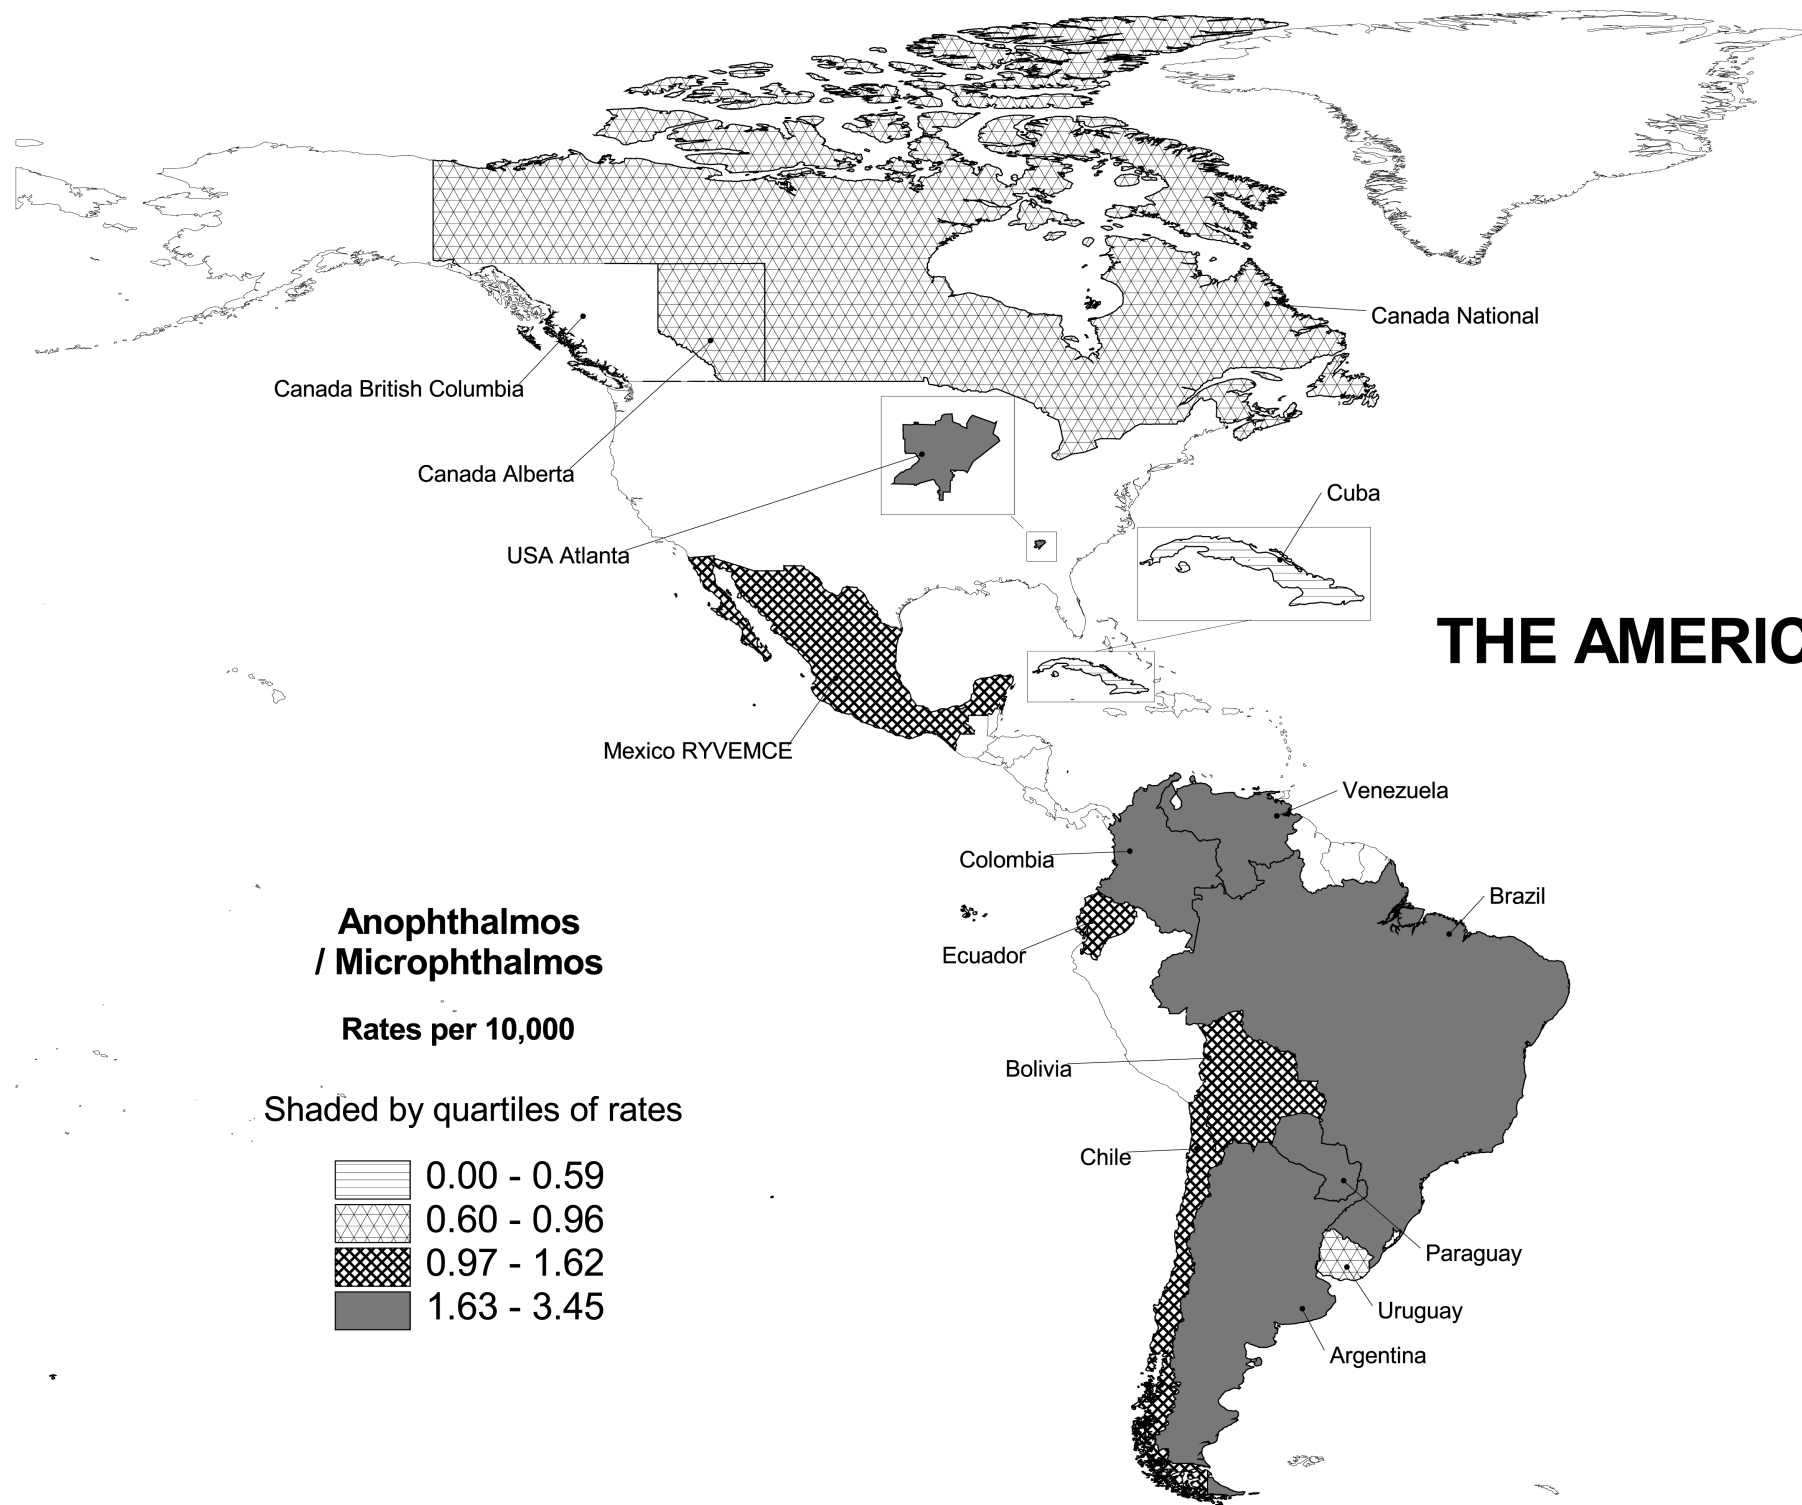 Canada National
Canada British Columbia
Canada Alberta
Cuba
USA Atlanta
THE AMERIC
Mexico RYVEMCE
Venezuela
Colombia
Brazil
Anophthalmos
/ Microphthalmos
Ecuador
Rates per 10,000
Bolivia
Shaded by quartiles of rates
Chile
0.00 - 0.59
0.60 - 0.96
0.97 - 1.62
1.63 - 3.45
Paraguay
Uruguay
Argentina